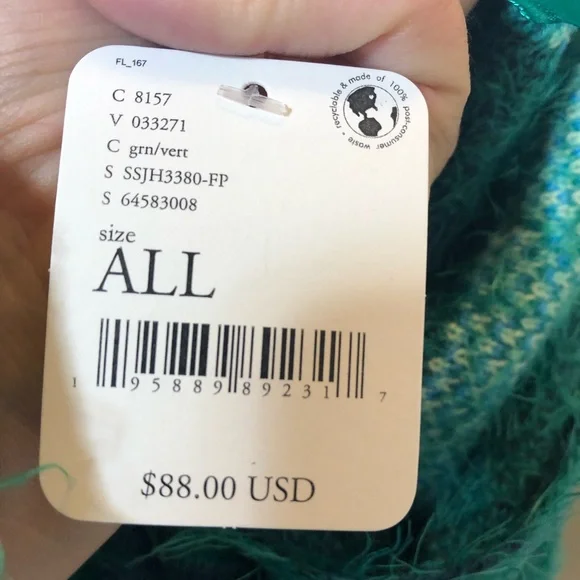 FL_167
C 8157
V 033271
C grn/vert
S SSJH3380-FP
S 64583008
size
ALL
1 95889 89231 7
$88.00 USD
recyclable & made of 100% post-consumer waste •